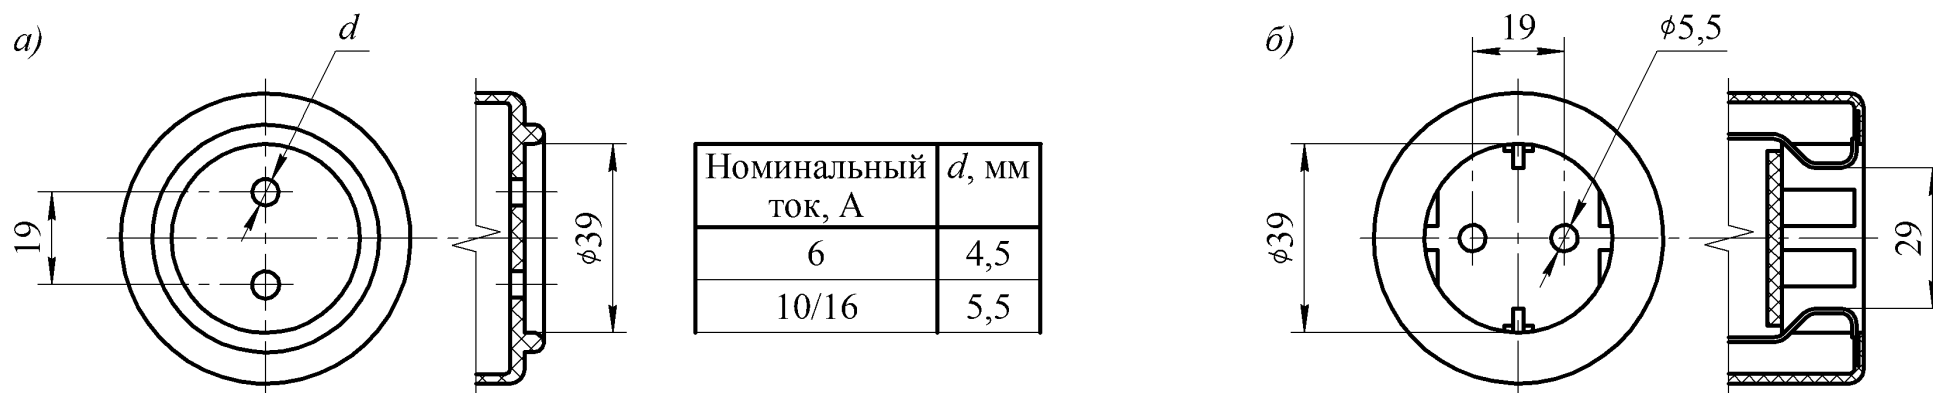 а)
d
19
ϕ39
Номинальный ток, А
d, мм
6
4,5
10/16
5,5
б)
19
ϕ5,5
ϕ39
29